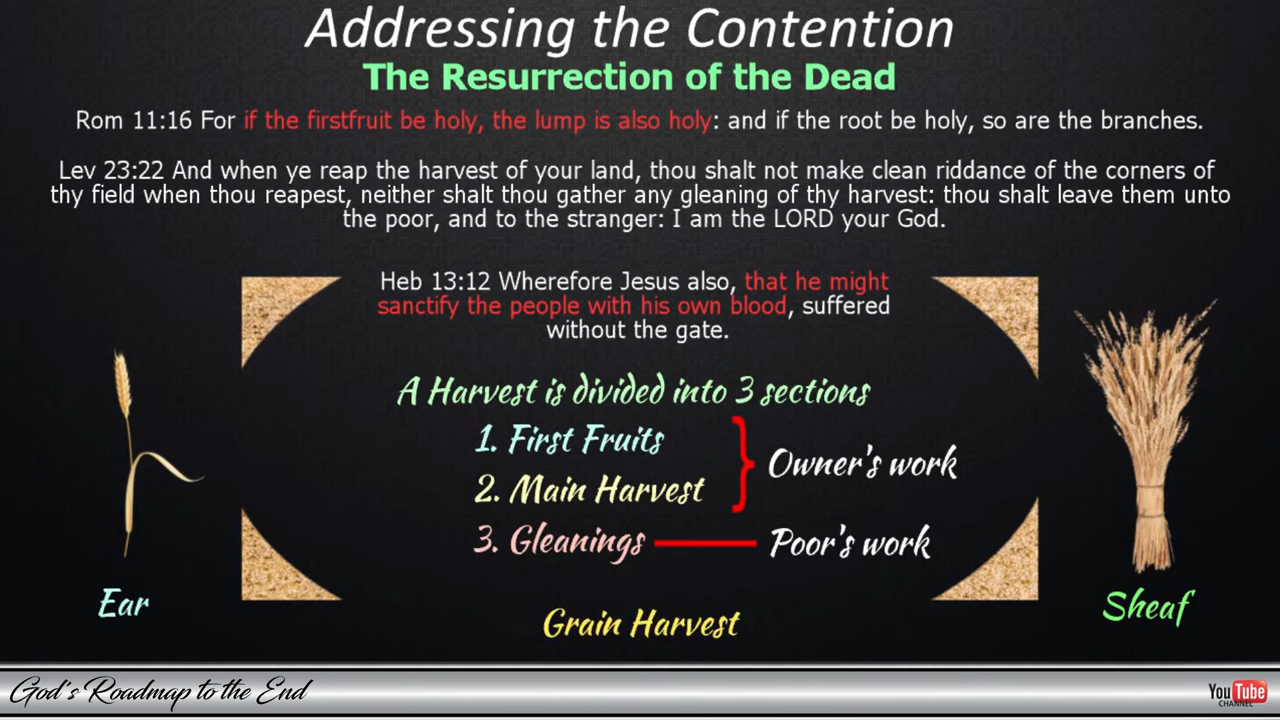 Addressing the Contention
The Resurrection of the Dead
Rom 11:16 For if the firstfruit be holy, the lump is also holy: and if the root be holy, so are the branches.
Lev 23:22 And when ye reap the harvest of your land, thou shalt not make clean riddance of the corners of
thy field when thou reapest, neither shalt thou gather any gleaning of thy harvest: thou shalt leave them unto
the poor, and to the stranger: I am the LORD your God.
Heb 13:12 Wherefore Jesus also, that he might
sanctify the people with his own blood, suffered
without the gate.
A Harvest is divided into 3 sections
1. First Fruits
2. Main Harvest
Owner's work
3. Gleanings
Poor's work
Ear
Sheaf
Grain Harvest
God's Roadmap to the End
YouTube
CHANNEL